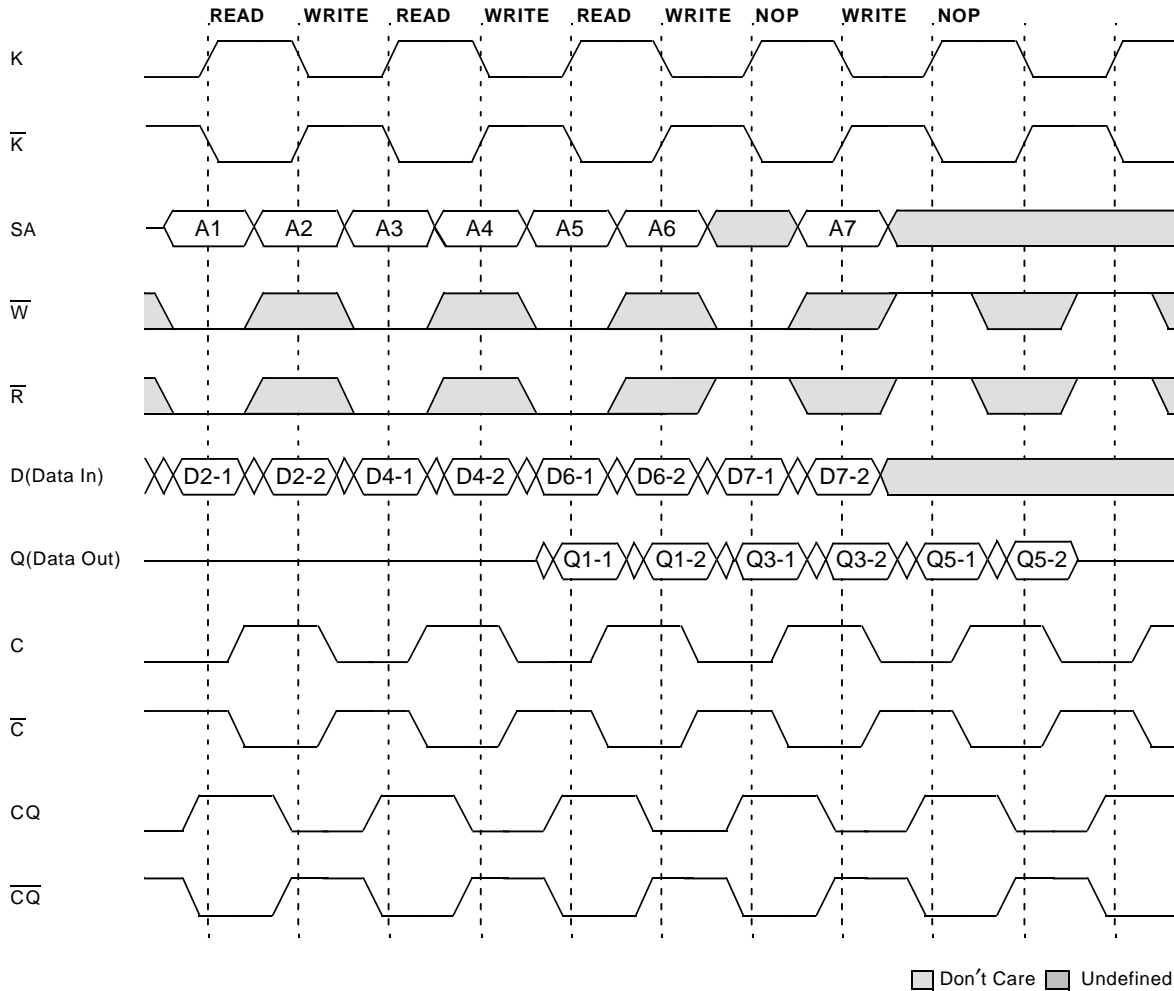 READ WRITE READ WRITE READ WRITE NOP WRITE NOP
K
K̅
SA A1 A2 A3 A4 A5 A6 A7
W̅
R̅
D(Data In) D2-1 D2-2 D4-1 D4-2 D6-1 D6-2 D7-1 D7-2
Q(Data Out) Q1-1 Q1-2 Q3-1 Q3-2 Q5-1 Q5-2
C
C̅
CQ
C̅Q̅
Don′t Care Undefined